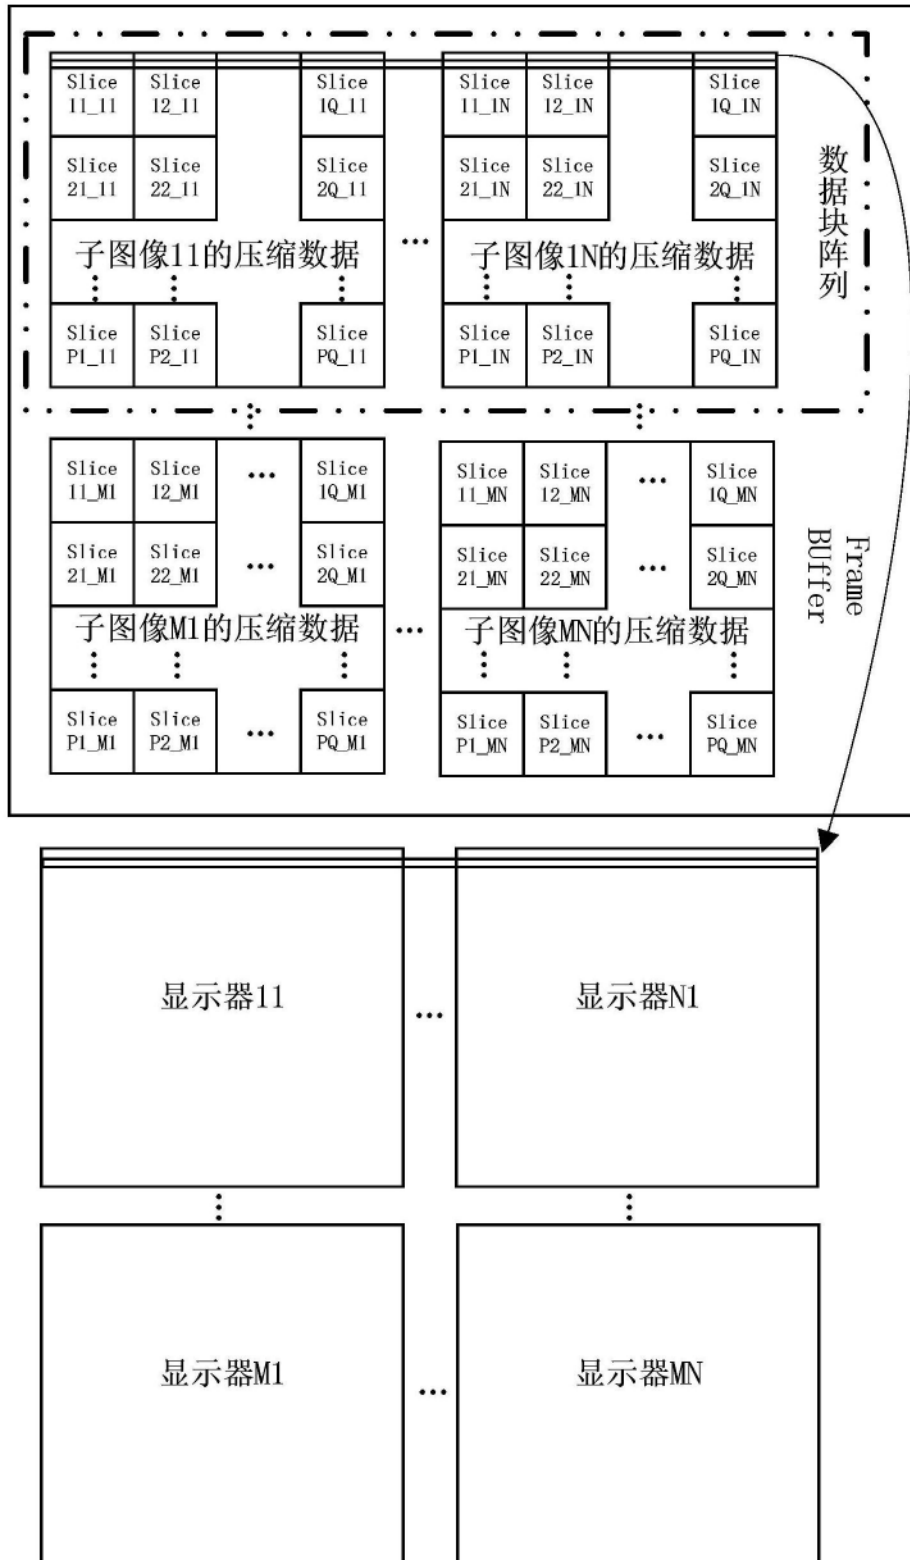 Slice 11_11 Slice 12_11 Slice 1Q_11 Slice 11_1N Slice 12_1N Slice 1Q_1N
Slice 21_11 Slice 22_11 Slice 2Q_11 Slice 21_1N Slice 22_1N Slice 2Q_1N
数据块阵列
子图像11的压缩数据 ... 子图像1N的压缩数据
Slice P1_11 Slice P2_11 Slice PQ_11 Slice P1_1N Slice P2_1N Slice PQ_1N
Slice 11_M1 Slice 12_M1 ... Slice 1Q_M1 Slice 11_MN Slice 12_MN ... Slice 1Q_MN
Slice 21_M1 Slice 22_M1 ... Slice 2Q_M1 Slice 21_MN Slice 22_MN ... Slice 2Q_MN
Frame
BUffer
子图像M1的压缩数据 ... 子图像MN的压缩数据
Slice P1_M1 Slice P2_M1 ... Slice PQ_M1 Slice P1_MN Slice P2_MN ... Slice PQ_MN
显示器11 ... 显示器N1
显示器M1 ... 显示器MN